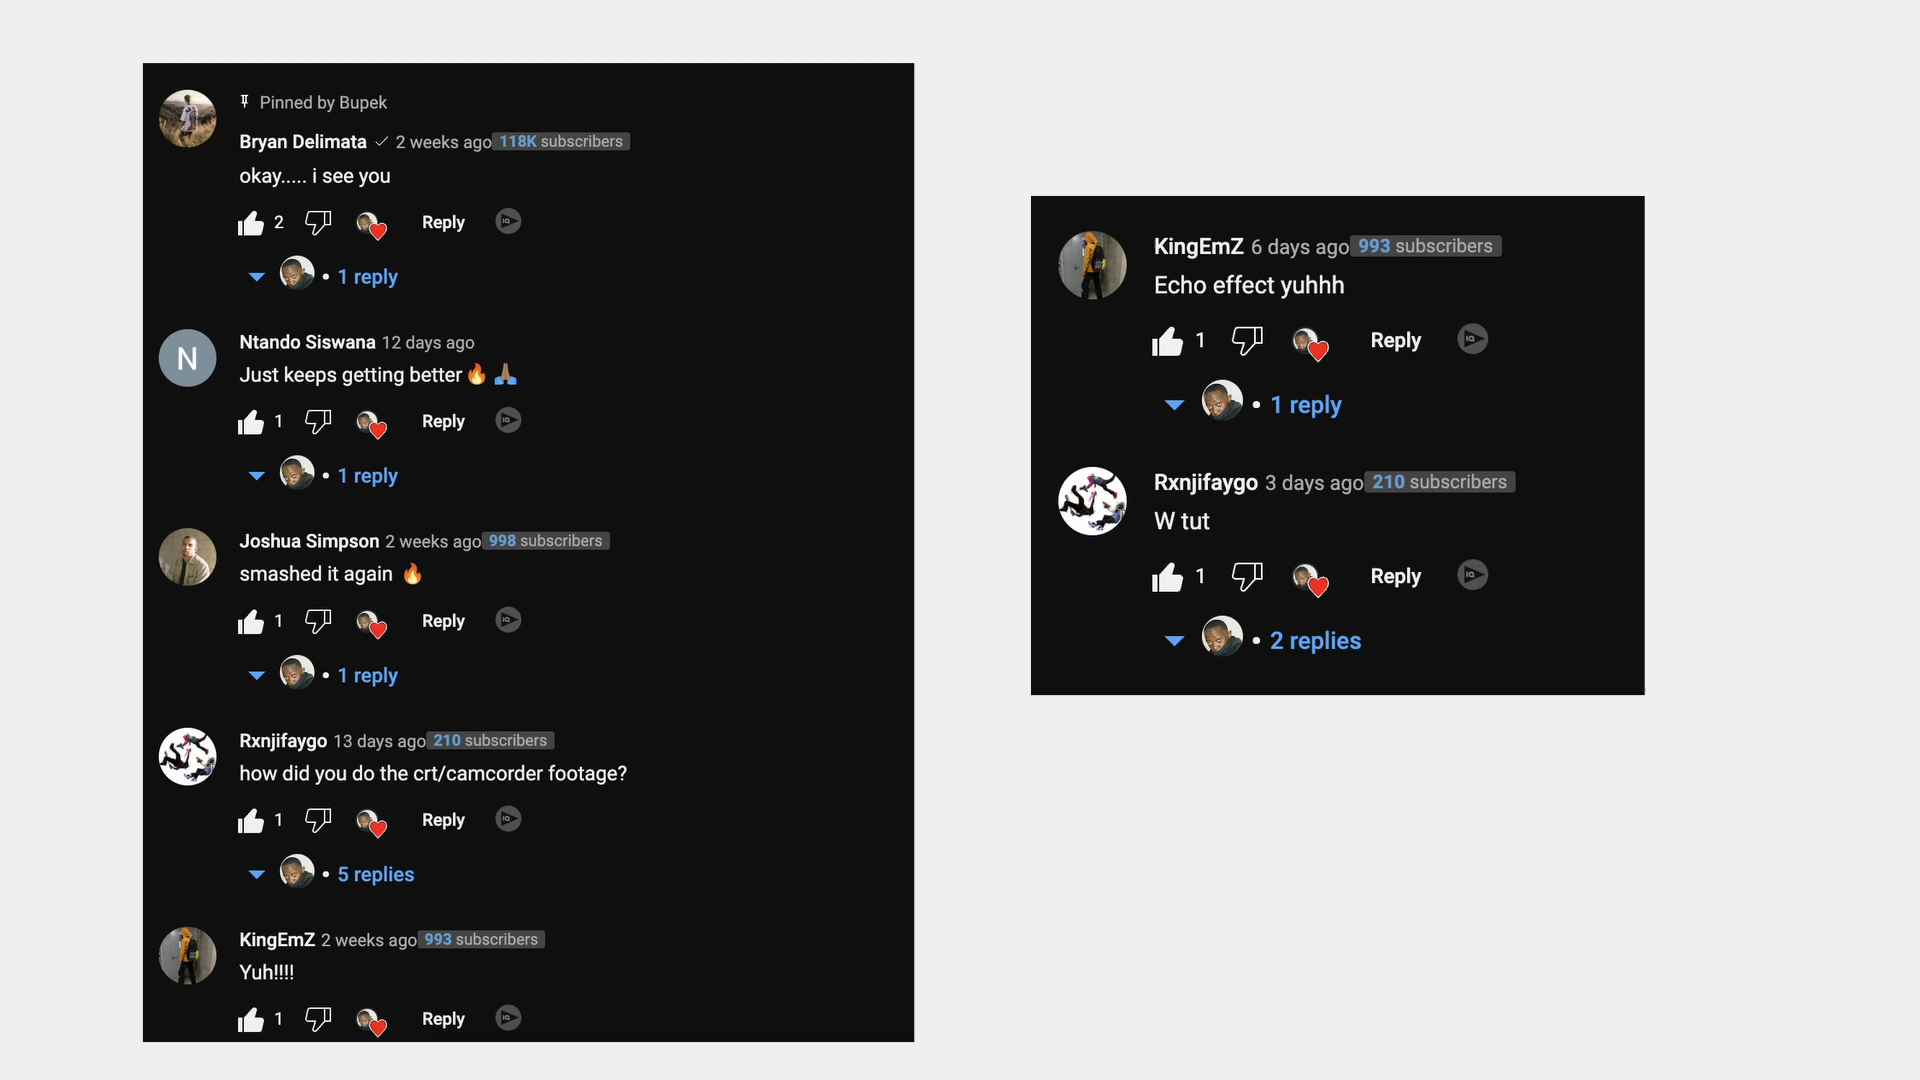 Pinned by Bupek
Bryan Delimata 2 weeks ago 118K subscribers
okay..... i see you
2 Reply
• 1 reply
N
Ntando Siswana 12 days ago
Just keeps getting better🔥 🙏🏾
1 Reply
• 1 reply
Joshua Simpson 2 weeks ago 998 subscribers
smashed it again 🔥
1 Reply
• 1 reply
Rxnjifaygo 13 days ago 210 subscribers
how did you do the crt/camcorder footage?
1 Reply
• 5 replies
KingEmZ 2 weeks ago 993 subscribers
Yuh!!!!
1 Reply
KingEmZ 6 days ago 993 subscribers
Echo effect yuhhh
1 Reply
• 1 reply
Rxnjifaygo 3 days ago 210 subscribers
W tut
1 Reply
• 2 replies